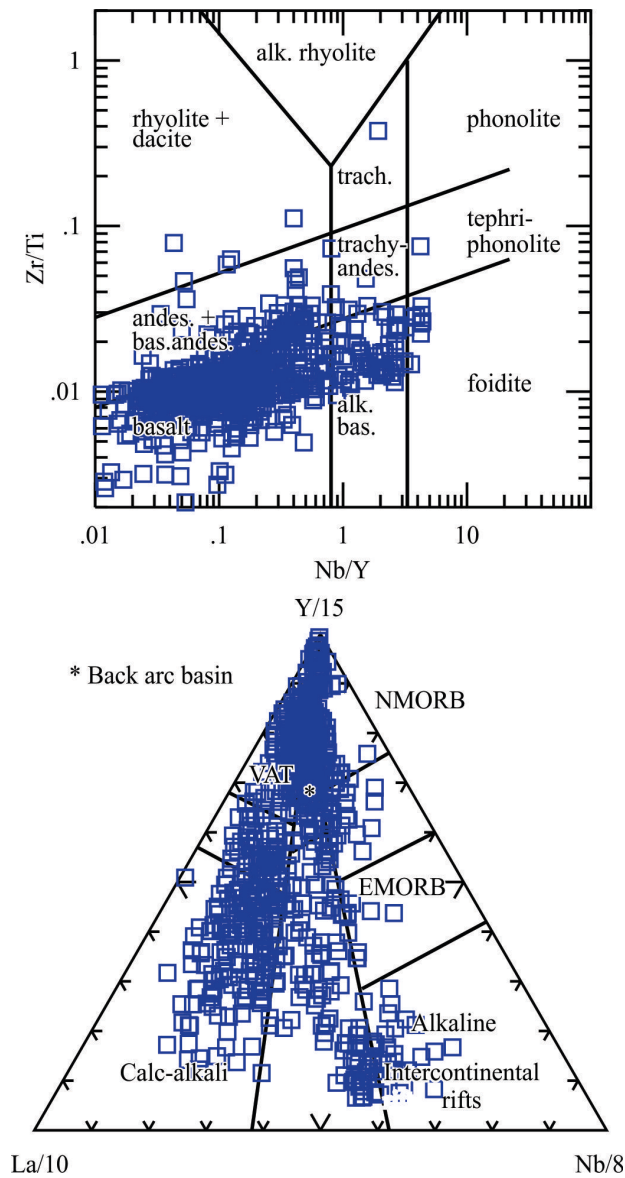 1
.1
.01
Zr/Ti
alk. rhyolite
rhyolite +
dacite
phonolite
trach.
tephri-
phonolite
trachy-
andes.
andes. +
bas.andes.
basalt
alk.
bas.
foidite
.01
.1
1
10
Nb/Y
Y/15
* Back arc basin
NMORB
VAT
*
EMORB
Alkaline
Calc-alkali
Intercontinental
rifts
La/10
Nb/8